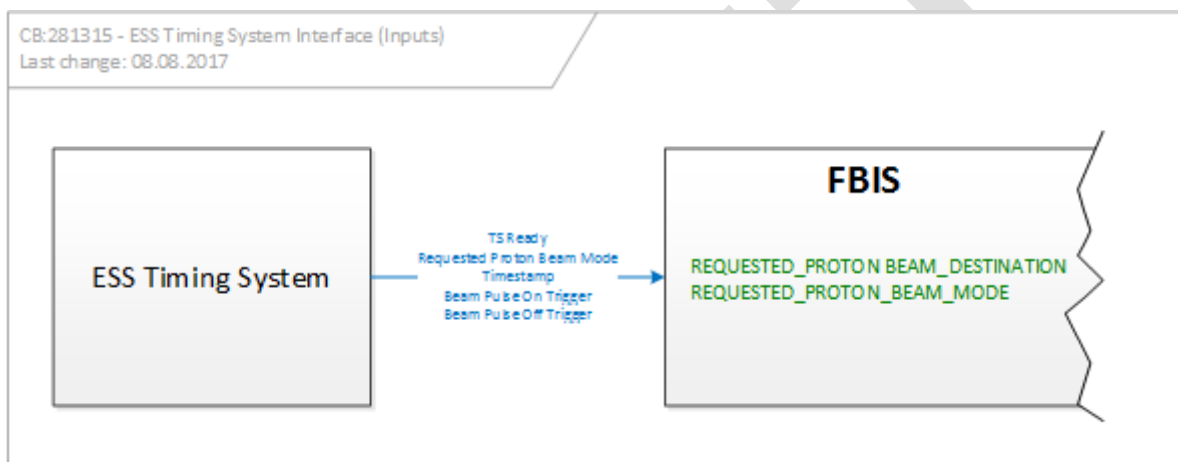 CB:281315 - ESS Timing System Interface (Inputs)
Last change: 08.08.2017
ESS Timing System
TS Ready
Requested Proton Beam Mode
Timestamp
Beam Pulse On Trigger
Beam Pulse Off Trigger
FBIS
REQUESTED_PROTON BEAM_DESTINATION
REQUESTED_PROTON_BEAM_MODE